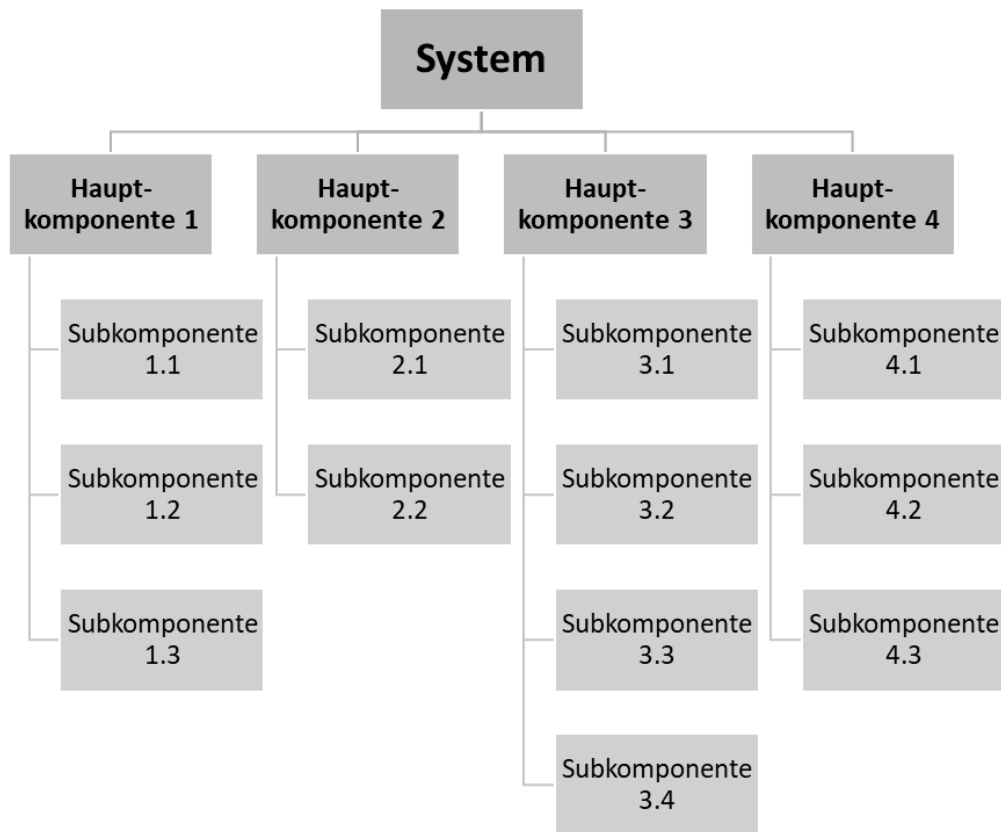 System
Haupt-
komponente 1
Haupt-
komponente 2
Haupt-
komponente 3
Haupt-
komponente 4
Subkomponente
1.1
Subkomponente
2.1
Subkomponente
3.1
Subkomponente
4.1
Subkomponente
1.2
Subkomponente
2.2
Subkomponente
3.2
Subkomponente
4.2
Subkomponente
1.3
Subkomponente
3.3
Subkomponente
4.3
Subkomponente
3.4